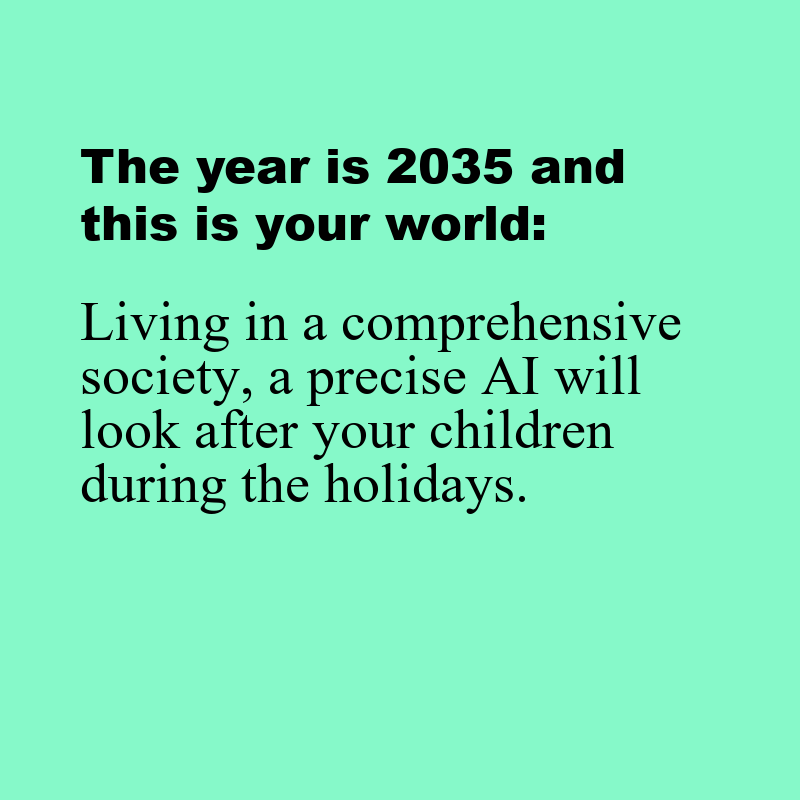 The year is 2035 and
this is your world:
Living in a comprehensive
society, a precise AI will
look after your children
during the holidays.